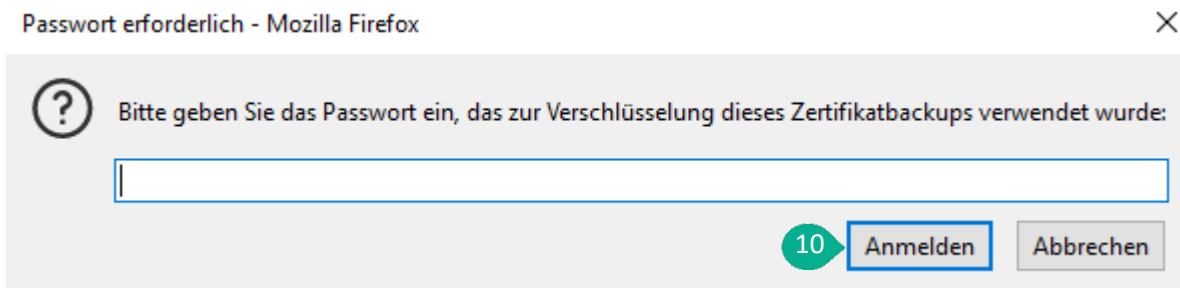 Passwort erforderlich - Mozilla Firefox
Bitte geben Sie das Passwort ein, das zur Verschlüsselung dieses Zertifikatbackups verwendet wurde:
10 Anmelden Abbrechen